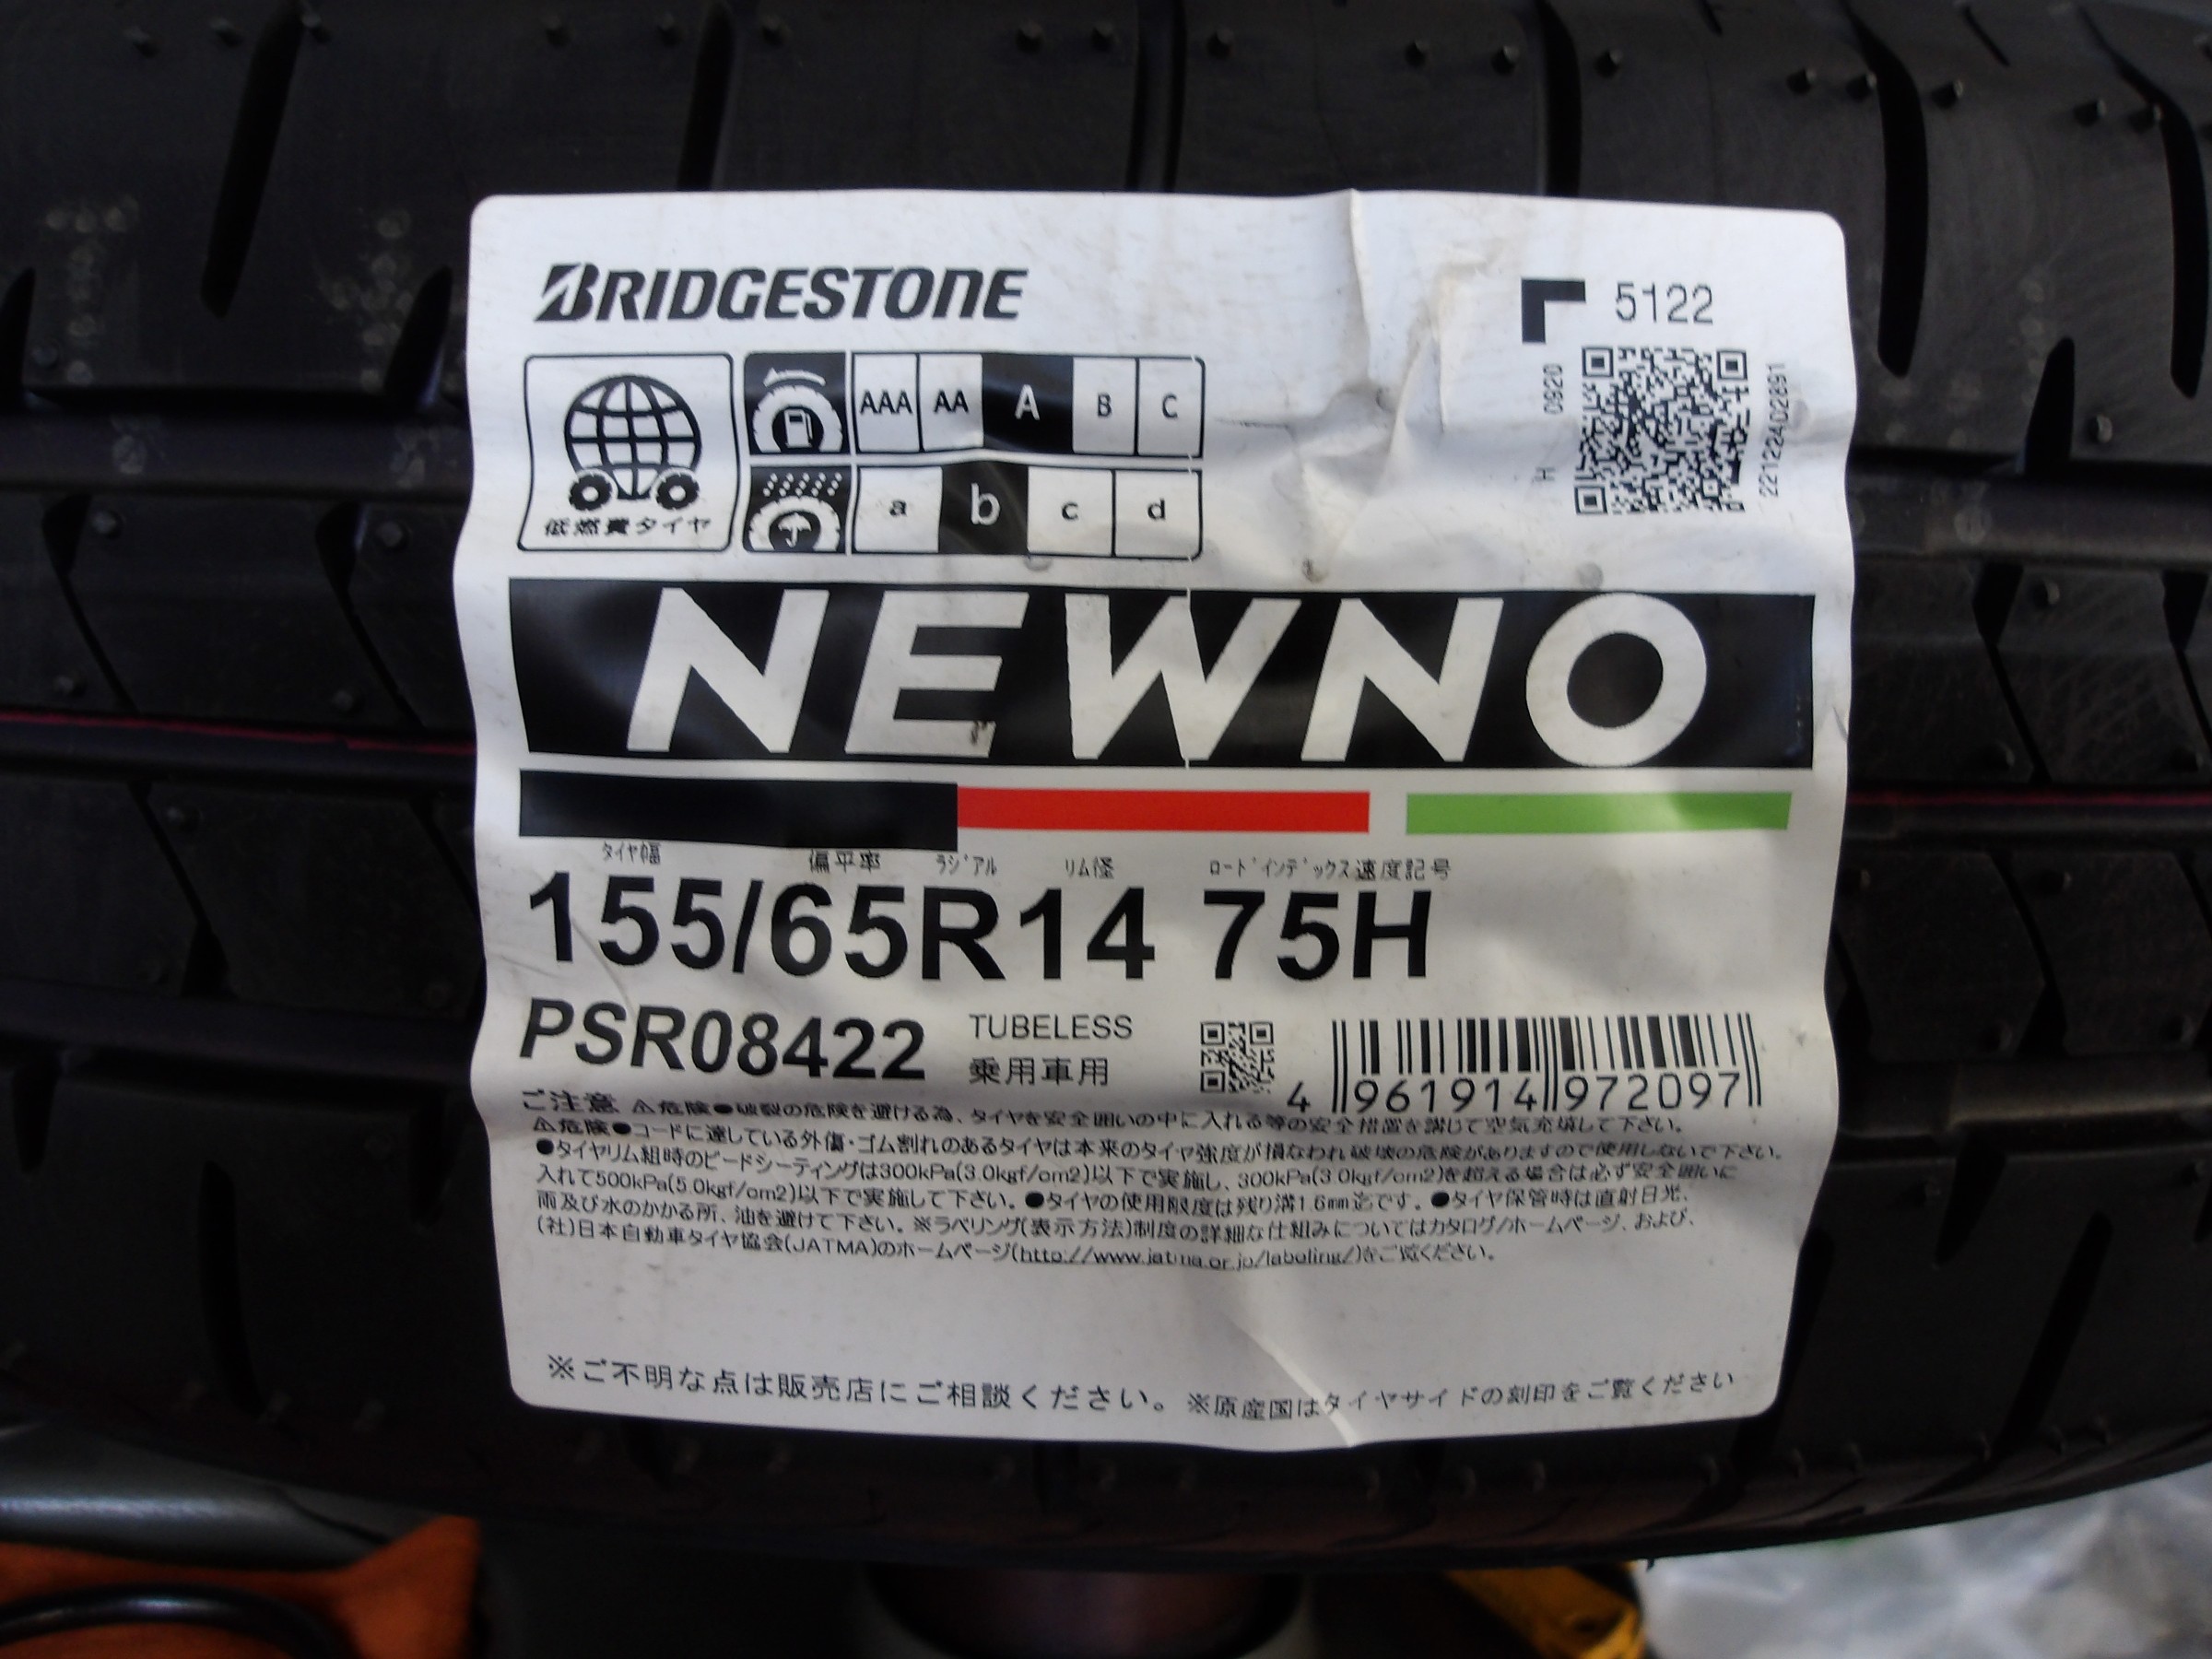 BRIDGESTONE
5122
0920
H
221224D2891
AAA AA A B C
a b c d
低燃費タイヤ
NEWNO
タイヤ幅 偏平率 ラジアル リム径 ロードインデックス 速度記号
155/65R14 75H
PSR08422
TUBELESS
乗用車用
4 961914 972097
ご注意 ⚠危険●破裂の危険を避ける為、タイヤを安全囲いの中に入れる等の安全措置を講じて空気充填して下さい。
⚠危険●コードに達している外傷・ゴム割れのあるタイヤは本来のタイヤ強度が損なわれ破壊の危険がありますので使用しないで下さい。
●タイヤリム組時のビードシーティングは300kPa(3.0kgf/cm2)以下で実施し、300kPa(3.0kgf/cm2)を超える場合は必ず安全囲いに
入れて500kPa(5.0kgf/cm2)以下で実施して下さい。●タイヤの使用限度は残り溝1.6mm迄です。●タイヤ保管時は直射日光、
雨及び水のかかる所、油を避けて下さい。※ラベリング(表示方法)制度の詳細な仕組みについてはカタログ/ホームページ、および、
(社)日本自動車タイヤ協会(JATMA)のホームページ(http://www.jatma.or.jp/labeling/)をご覧ください。
※ご不明な点は販売店にご相談ください。※原産国はタイヤサイドの刻印をご覧ください